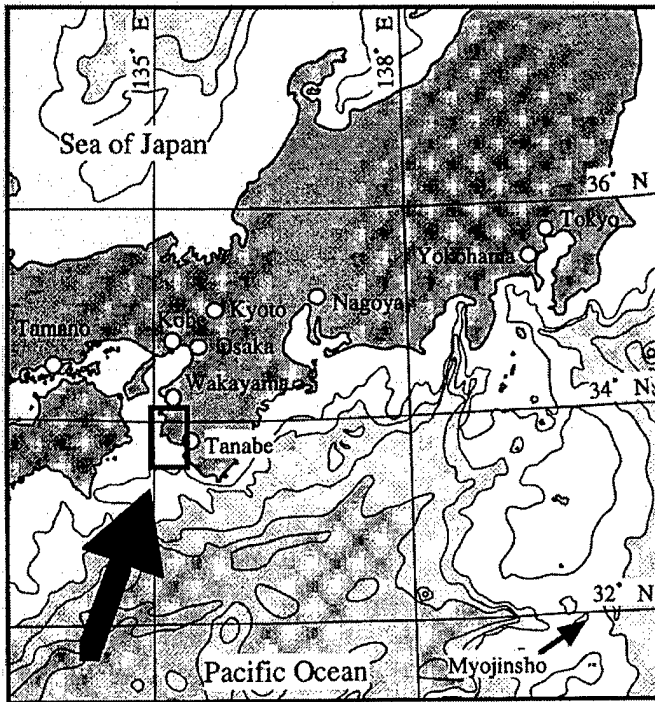 135° E
138° E
Sea of Japan
36° N
Tokyo
Yokohama
Nagoya
Kyoto
Kobe
Osaka
Tamano
Wakayama
34° N
Tanabe
32° N
Myojinsho
Pacific Ocean